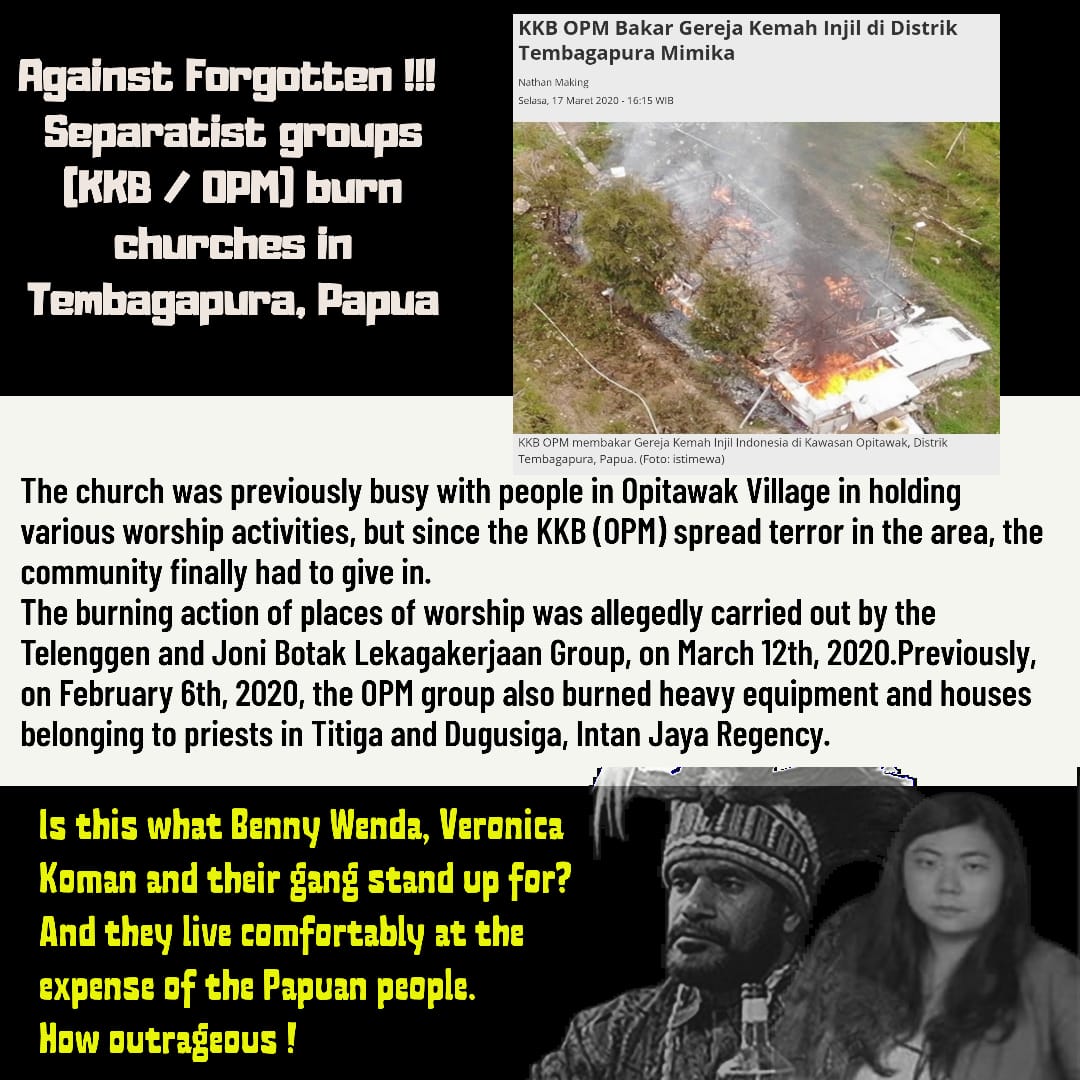 Against Forgotten !!!
Separatist groups
(KKB / OPM) burn
churches in
Tembagapura, Papua
KKB OPM Bakar Gereja Kemah Injil di Distrik
Tembagapura Mimika
Nathan Making
Selasa, 17 Maret 2020 - 16:15 WIB
KKB OPM membakar Gereja Kemah Injil Indonesia di Kawasan Opitawak, Distrik
Tembagapura, Papua. (Foto: istimewa)
The church was previously busy with people in Opitawak Village in holding
various worship activities, but since the KKB (OPM) spread terror in the area, the
community finally had to give in.
The burning action of places of worship was allegedly carried out by the
Telenggen and Joni Botak Lekagakerjaan Group, on March 12th, 2020.Previously,
on February 6th, 2020, the OPM group also burned heavy equipment and houses
belonging to priests in Titiga and Dugusiga, Intan Jaya Regency.
Is this what Benny Wenda, Veronica
Koman and their gang stand up for?
And they live comfortably at the
expense of the Papuan people.
How outrageous !